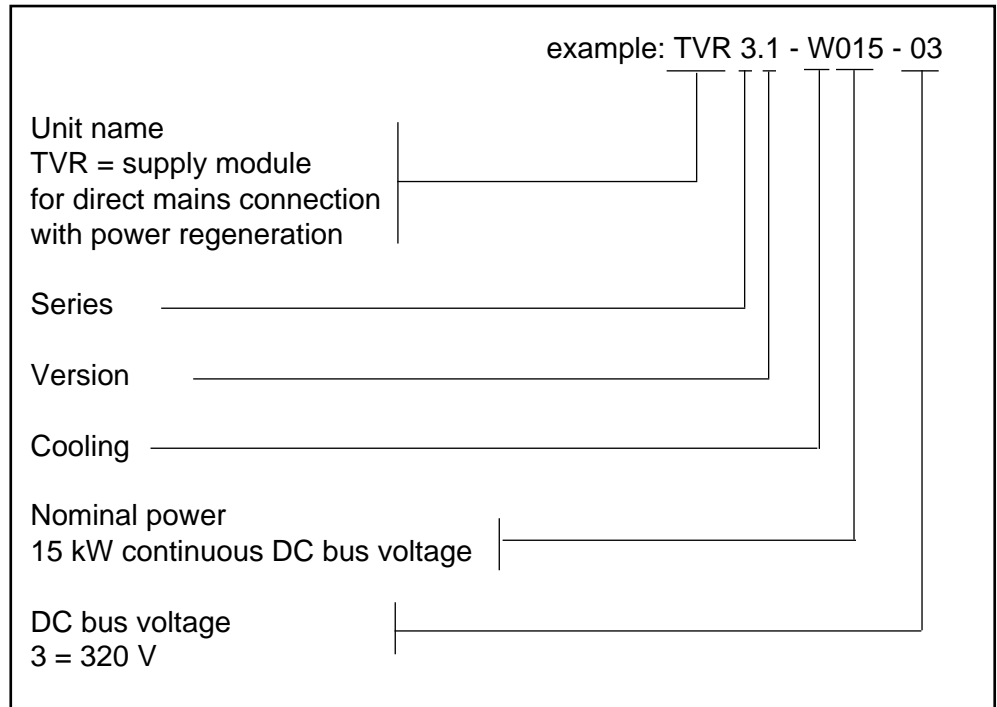 example: TVR 3.1 - W015 - 03
Unit name
TVR = supply module
for direct mains connection
with power regeneration
Series
Version
Cooling
Nominal power
15 kW continuous DC bus voltage
DC bus voltage
3 = 320 V